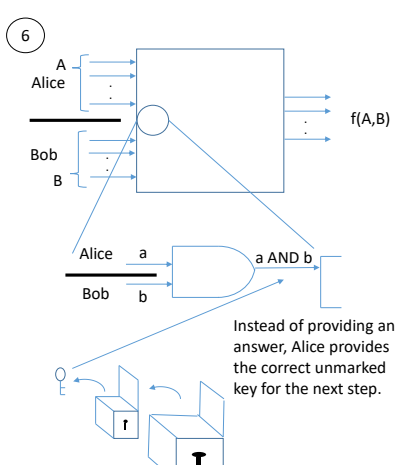 6
A
Alice
.
.
Bob
B
.
.
.
.
f(A,B)
Alice
a
Bob
b
a AND b
Instead of providing an
answer, Alice provides
the correct unmarked
key for the next step.